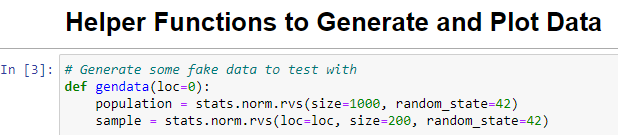 Helper Functions to Generate and Plot Data
In [3]: # Generate some fake data to test with
def gendata(loc=0):
    population = stats.norm.rvs(size=1000, random_state=42)
    sample = stats.norm.rvs(loc=loc, size=200, random_state=42)